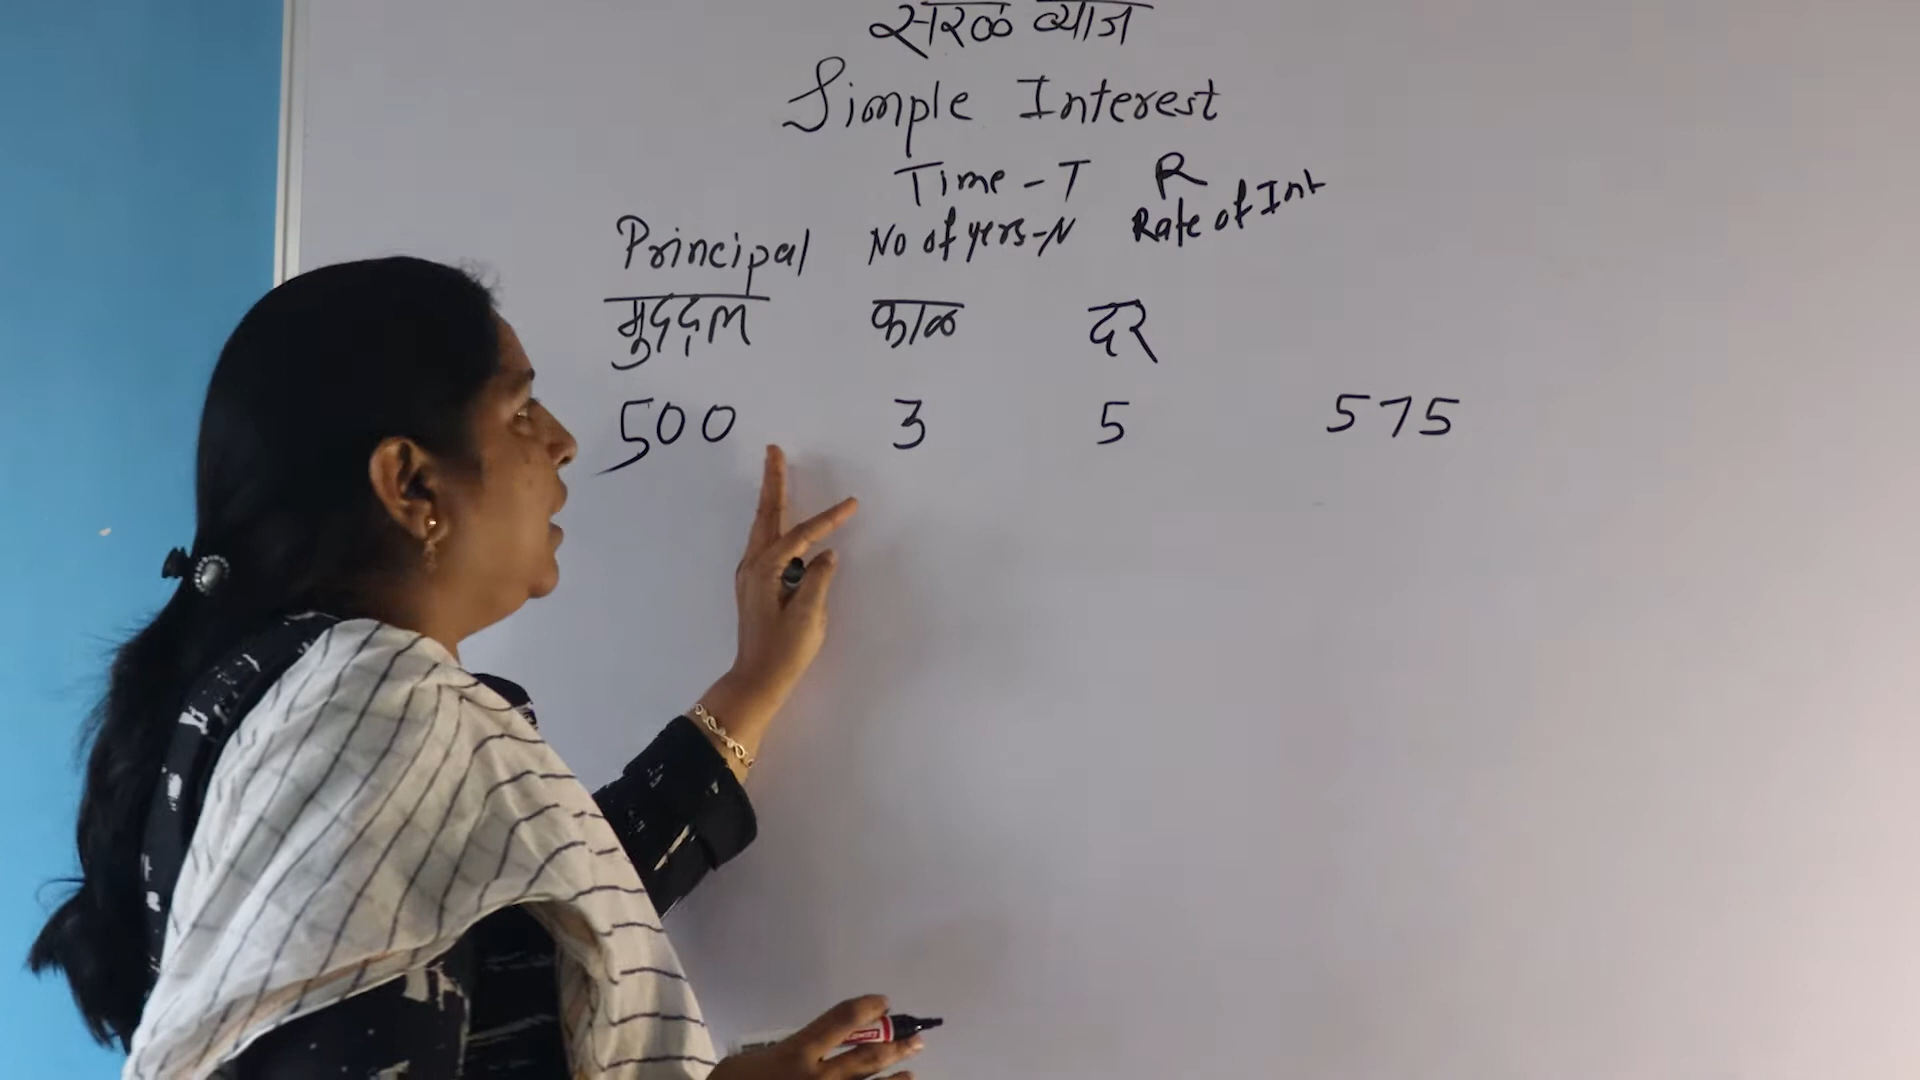 सरळ व्याज
Simple Interest
Time - T R
Principal No of yers-N Rate of Int
मुद्दल काळ दर
500 3 5 575